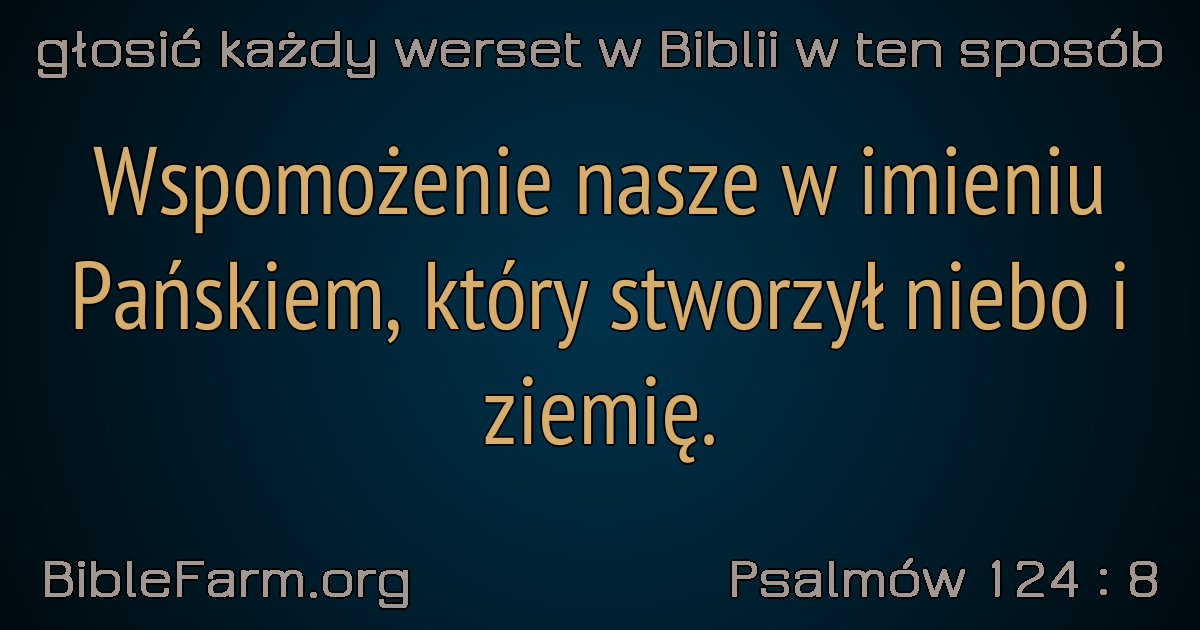 głosić każdy werset w Biblii w ten sposób
Wspomożenie nasze w imieniu
Pańskiem, który stworzył niebo i
ziemię.
BibleFarm.org
Psalmów 124 : 8